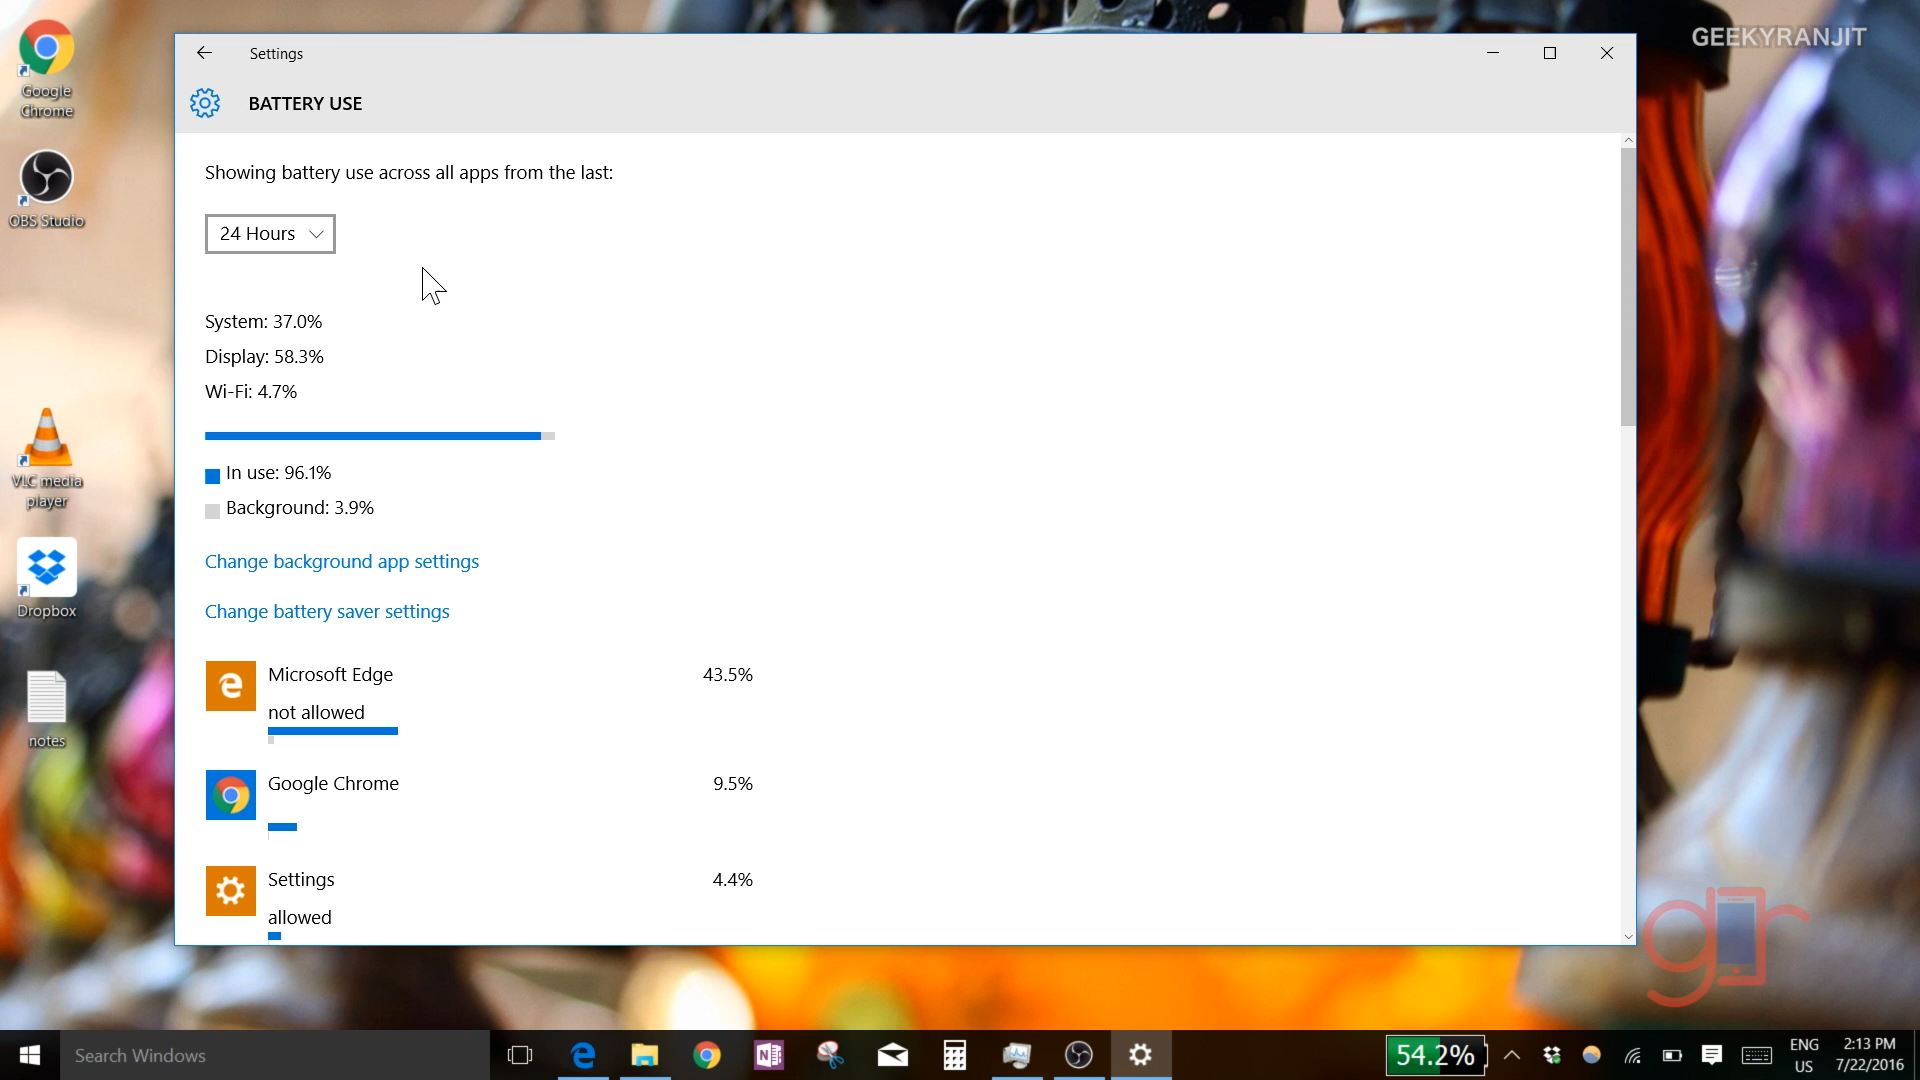 GEEKYRANJIT
Google
Chrome
OBS Studio
VLC media
player
Dropbox
notes
Settings
BATTERY USE
Showing battery use across all apps from the last:
24 Hours
System: 37.0%
Display: 58.3%
Wi-Fi: 4.7%
In use: 96.1%
Background: 3.9%
Change background app settings
Change battery saver settings
Microsoft Edge 43.5%
not allowed
Google Chrome 9.5%
Settings 4.4%
allowed
gr
Search Windows
N
54.2%
ENG
US
2:13 PM
7/22/2016